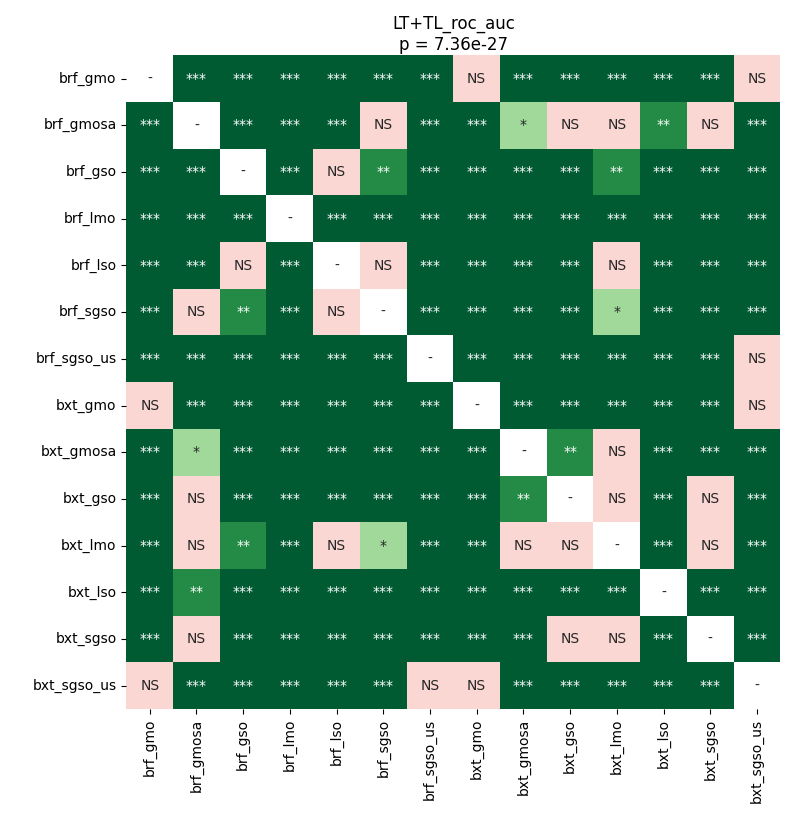 LT+TL_roc_auc
p = 7.36e-27
brf_gmo - *** *** *** *** *** *** NS *** *** *** *** *** NS
brf_gmosa *** - *** *** *** NS *** *** * NS NS ** NS ***
brf_gso *** *** - *** NS ** *** *** *** *** ** *** *** ***
brf_lmo *** *** *** - *** *** *** *** *** *** *** *** *** ***
brf_lso *** *** NS *** - NS *** *** *** *** NS *** *** ***
brf_sgso *** NS ** *** NS - *** *** *** *** * *** *** ***
brf_sgso_us *** *** *** *** *** *** - *** *** *** *** *** *** NS
bxt_gmo NS *** *** *** *** *** *** - *** *** *** *** *** NS
bxt_gmosa *** * *** *** *** *** *** *** - ** NS *** *** ***
bxt_gso *** NS *** *** *** *** *** *** ** - NS *** NS ***
bxt_lmo *** NS ** *** NS * *** *** NS NS - *** NS ***
bxt_lso *** ** *** *** *** *** *** *** *** *** *** - *** ***
bxt_sgso *** NS *** *** *** *** *** *** *** NS NS *** - ***
bxt_sgso_us NS *** *** *** *** *** NS NS *** *** *** *** *** -
brf_gmo
brf_gmosa
brf_gso
brf_lmo
brf_lso
brf_sgso
brf_sgso_us
bxt_gmo
bxt_gmosa
bxt_gso
bxt_lmo
bxt_lso
bxt_sgso
bxt_sgso_us